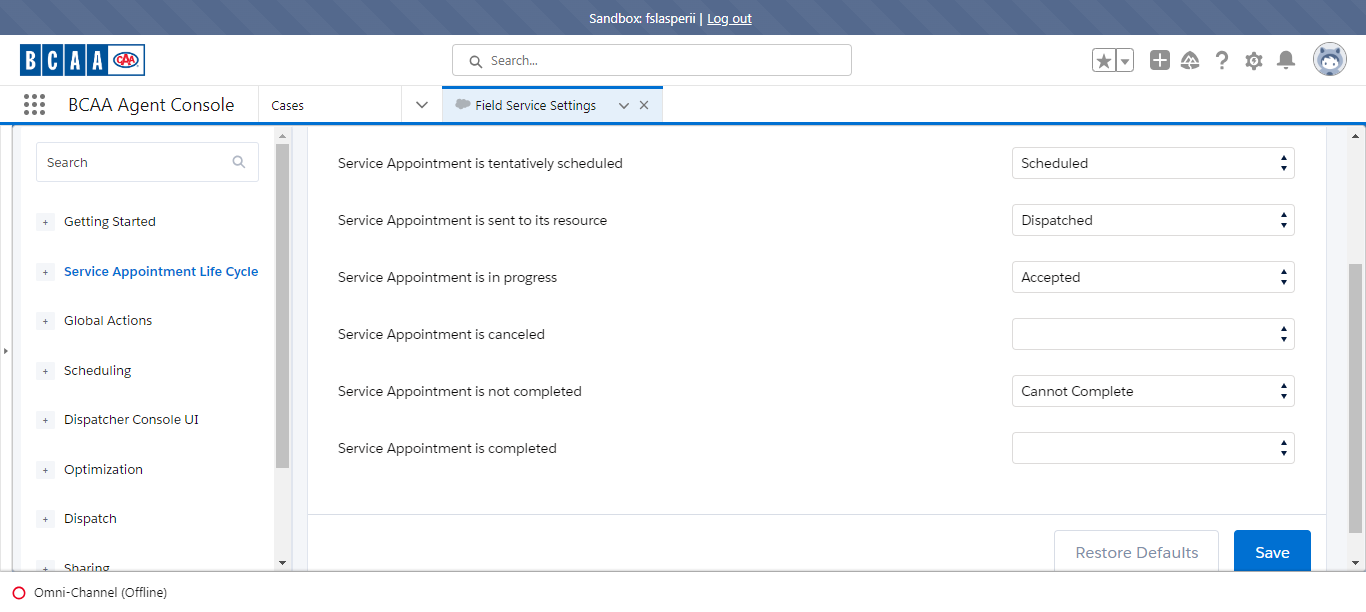 Sandbox: fslasperii | Log out
BCAA CAA
Search...
BCAA Agent Console
Cases
Field Service Settings
Search
Getting Started
Service Appointment Life Cycle
Global Actions
Scheduling
Dispatcher Console UI
Optimization
Dispatch
Sharing
Service Appointment is tentatively scheduled
Scheduled
Service Appointment is sent to its resource
Dispatched
Service Appointment is in progress
Accepted
Service Appointment is canceled
Service Appointment is not completed
Cannot Complete
Service Appointment is completed
Restore Defaults
Save
Omni-Channel (Offline)